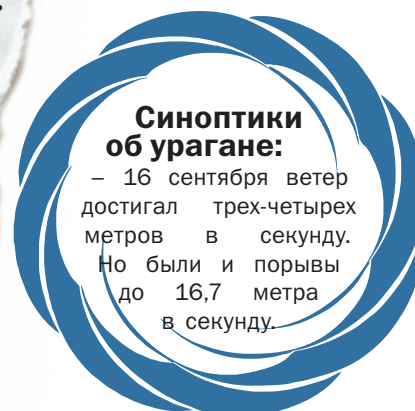 Синоптики
об урагане:
– 16 сентября ветер
достигал трех-четырех
метров в секунду.
Но были и порывы
до 16,7 метра
в секунду.